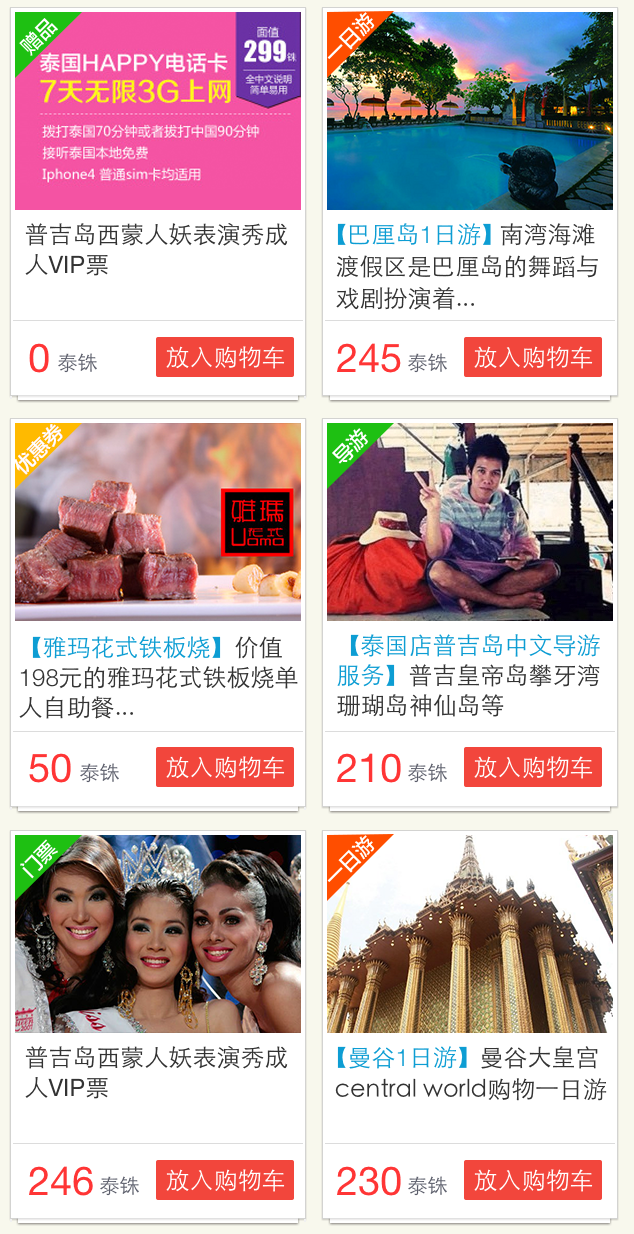 赠品
面值
299铢
全中文说明
简单易用
泰国HAPPY电话卡
7天无限3G上网
拨打泰国70分钟或者拔打中国90分钟
接听泰国本地免费
Iphone4 普通sim卡均适用
普吉岛西蒙人妖表演秀成
人VIP票
0 泰铢
放入购物车
一日游
【巴厘岛1日游】南湾海滩
渡假区是巴厘岛的舞蹈与
戏剧扮演着...
245 泰铢
放入购物车
优惠券
雅瑪
【雅玛花式铁板烧】价值
198元的雅玛花式铁板烧单
人自助餐...
50 泰铢
放入购物车
导游
【泰国店普吉岛中文导游
服务】普吉皇帝岛攀牙湾
珊瑚岛神仙岛等
210 泰铢
放入购物车
门票
普吉岛西蒙人妖表演秀成
人VIP票
246 泰铢
放入购物车
一日游
【曼谷1日游】曼谷大皇宫
central world购物一日游
230 泰铢
放入购物车